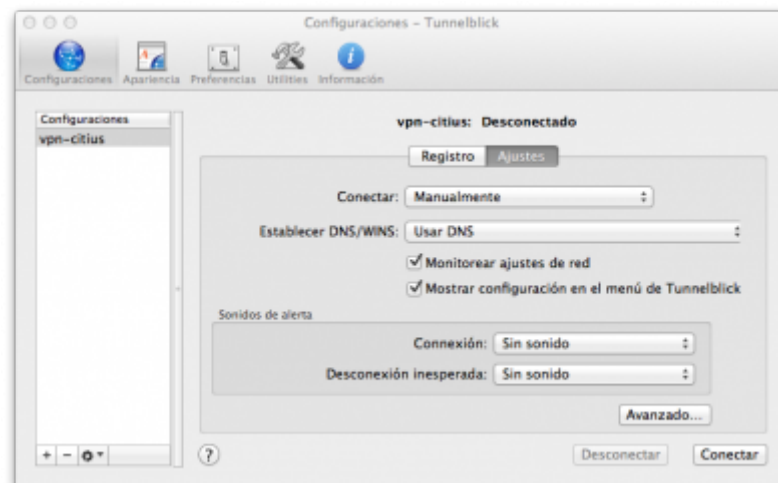 Configuraciones – Tunnelblick
Configuraciones Apariencia Preferencias Utilities Información
Configuraciones
vpn-citius
vpn-citius: Desconectado
Registro Ajustes
Conectar: Manualmente
Establecer DNS/WINS: Usar DNS
Monitorear ajustes de red
Mostrar configuración en el menú de Tunnelblick
Sonidos de alerta
Connexión: Sin sonido
Desconexión inesperada: Sin sonido
Avanzado...
+ − ?
Desconectar Conectar